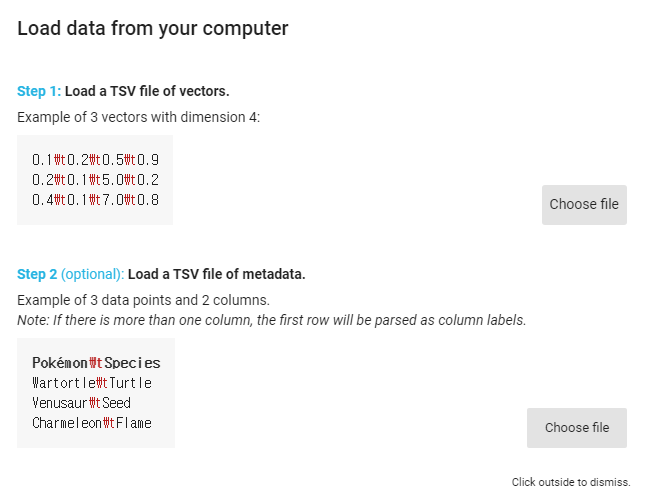 Load data from your computer
Step 1: Load a TSV file of vectors.
Example of 3 vectors with dimension 4:
0.1₩t0.2₩t0.5₩t0.9
0.2₩t0.1₩t5.0₩t0.2
0.4₩t0.1₩t7.0₩t0.8
Choose file
Step 2 (optional): Load a TSV file of metadata.
Example of 3 data points and 2 columns.
Note: If there is more than one column, the first row will be parsed as column labels.
Pokémon₩tSpecies
Wartortle₩tTurtle
Venusaur₩tSeed
Charmeleon₩tFlame
Choose file
Click outside to dismiss.